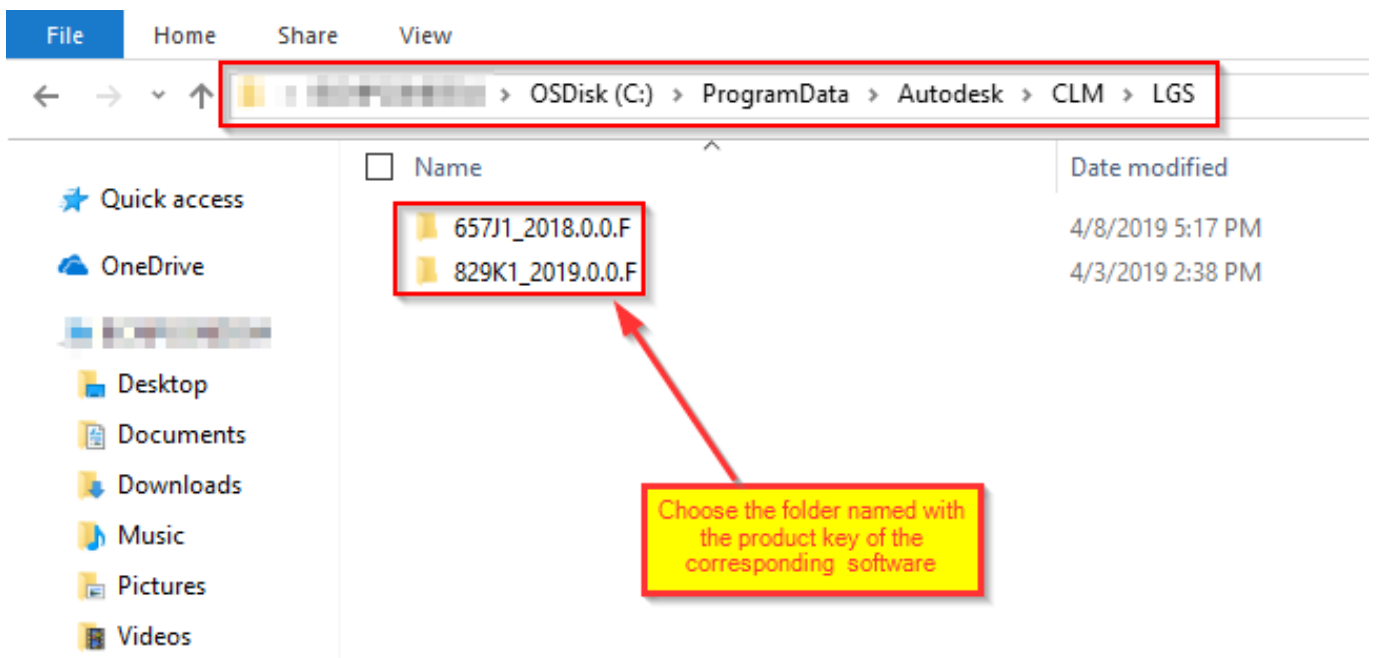 File Home Share View
> OSDisk (C:) > ProgramData > Autodesk > CLM > LGS
Name Date modified
Quick access
657J1_2018.0.0.F 4/8/2019 5:17 PM
OneDrive
829K1_2019.0.0.F 4/3/2019 2:38 PM
Desktop
Documents
Downloads
Music
Pictures
Videos
Choose the folder named with
the product key of the
corresponding software